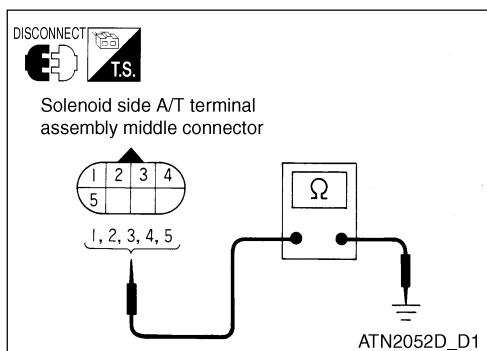 DISCONNECT
T.S.
Solenoid side A/T terminal
assembly middle connector
1 2 3 4
5
1, 2, 3, 4, 5
Ω
ATN2052D_D1